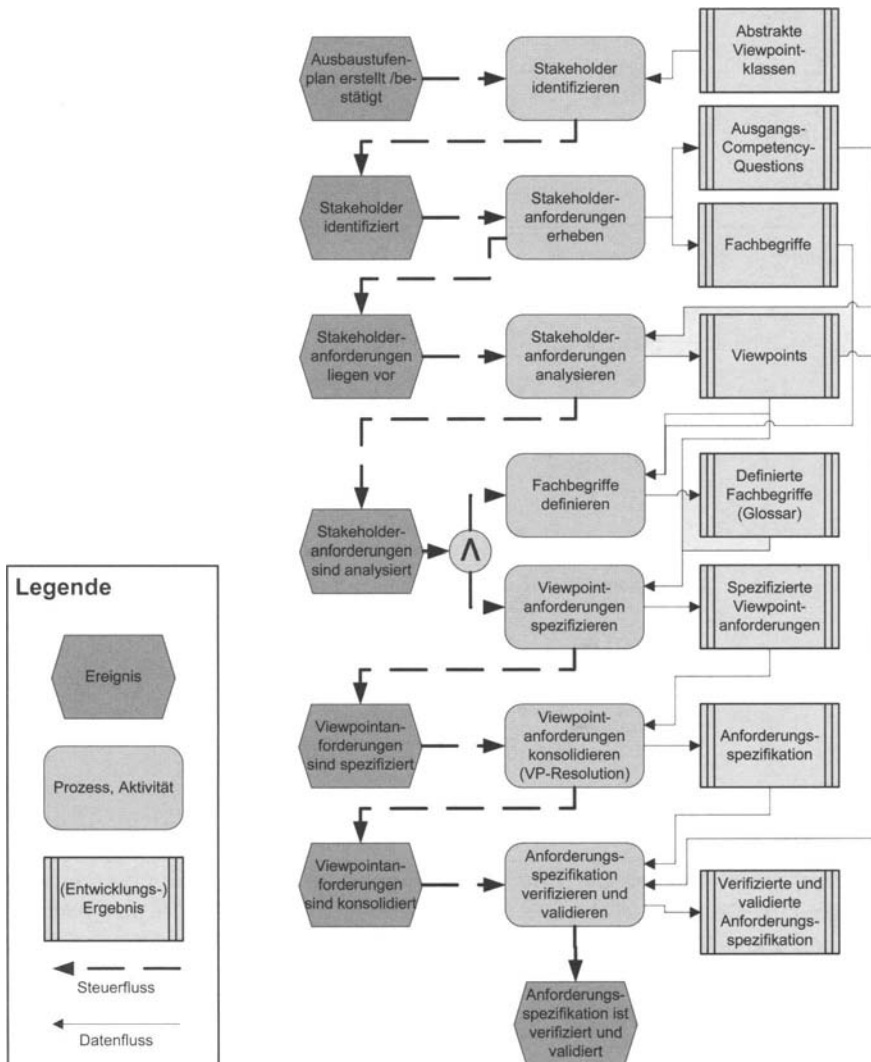 Ausbaustufen-
plan erstellt /be-
stätigt
Stakeholder
identifizieren
Abstrakte
Viewpoint-
klassen
Ausgangs-
Competency-
Questions
Stakeholder
identifiziert
Stakeholder-
anforderungen
erheben
Fachbegriffe
Stakeholder-
anforderungen
liegen vor
Stakeholder-
anforderungen
analysieren
Viewpoints
Fachbegriffe
definieren
Definierte
Fachbegriffe
(Glossar)
Stakeholder-
anforderungen
sind analysiert
Λ
Viewpoint-
anforderungen
spezifizieren
Spezifizierte
Viewpoint-
anforderungen
Viewpointan-
forderungen
sind spezifiziert
Viewpoint-
anforderungen
konsolidieren
(VP-Resolution)
Anforderungs-
spezifikation
Viewpointan-
forderungen
sind konsolidiert
Anforderungs-
spezifikation
verifizieren und
validieren
Verifizierte und
validierte
Anforderungs-
spezifikation
Anforderungs-
spezifikation ist
verifiziert und
validiert
Legende
Ereignis
Prozess, Aktivität
(Entwicklungs-)
Ergebnis
Steuerfluss
Datenfluss